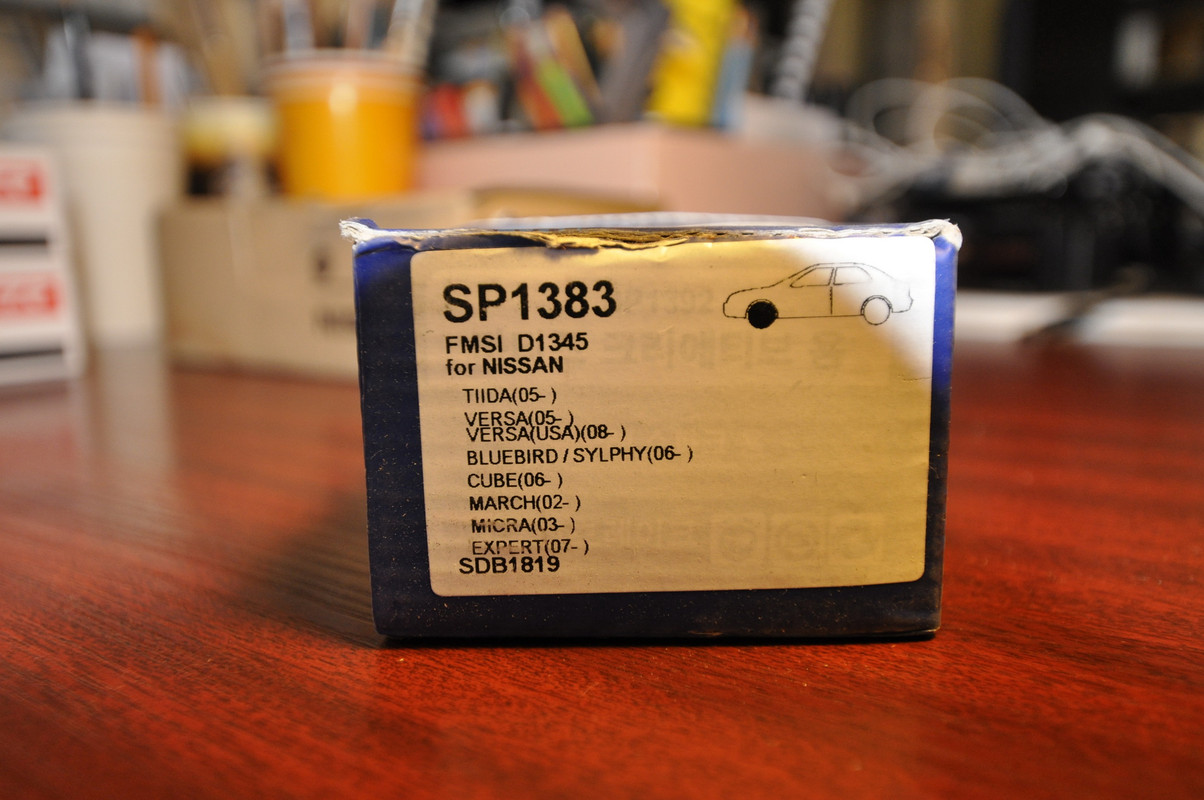 SP1383
FMSI D1345
for NISSAN
TIIDA(05- )
VERSA(05- )
VERSA(USA)(08- )
BLUEBIRD / SYLPHY(06- )
CUBE(06- )
MARCH(02- )
MICRA(03- )
EXPERT(07- )
SDB1819